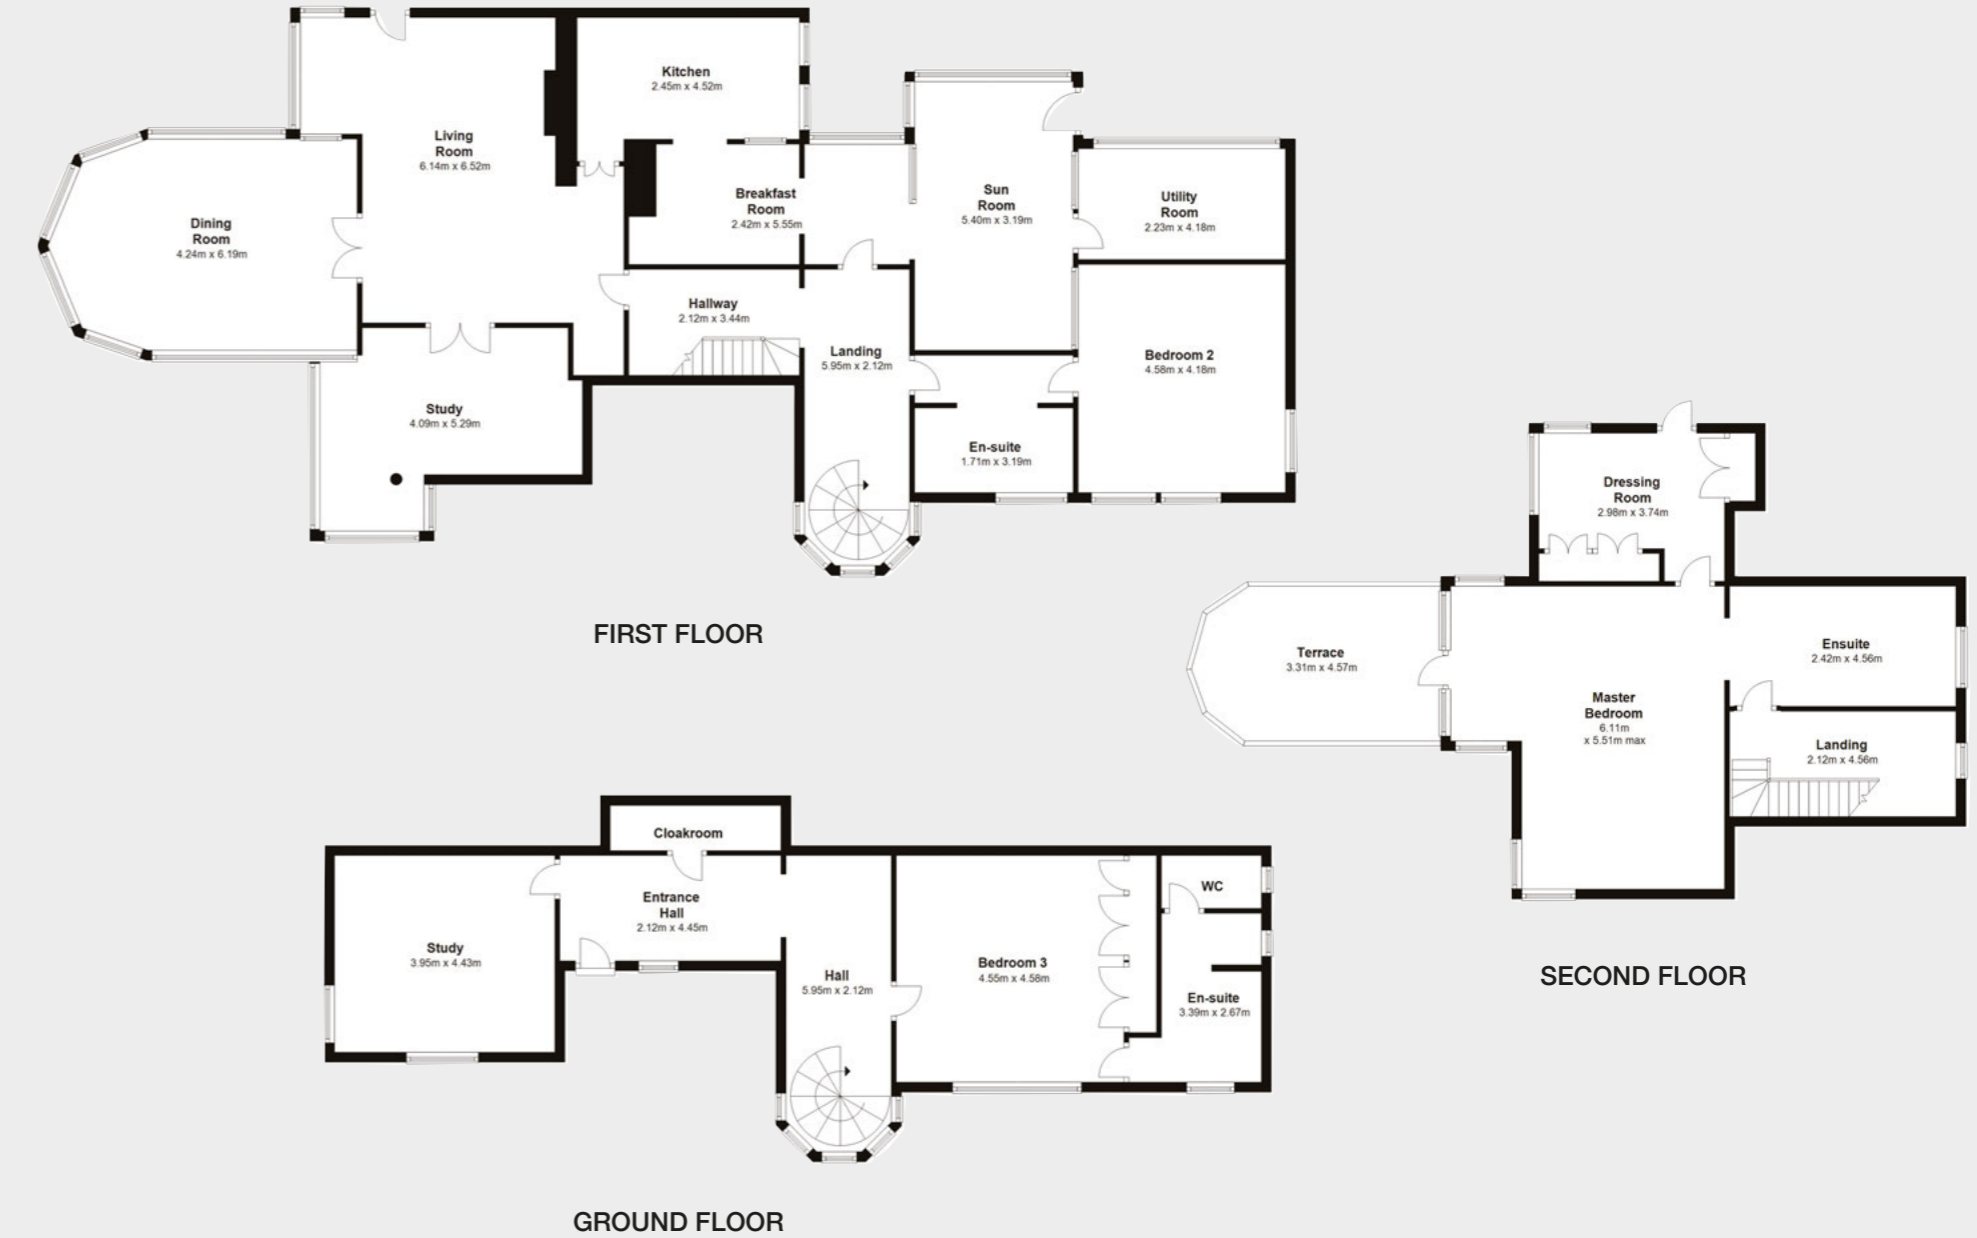 Kitchen
2.45m x 4.52m
Living
Room
6.14m x 6.52m
Breakfast
Room
2.42m x 5.55m
Sun
Room
5.40m x 3.19m
Utility
Room
2.23m x 4.18m
Dining
Room
4.24m x 6.19m
Hallway
2.12m x 3.44m
Landing
5.95m x 2.12m
Bedroom 2
4.58m x 4.18m
Study
4.09m x 5.29m
En-suite
1.71m x 3.19m
FIRST FLOOR
Dressing
Room
2.98m x 3.74m
Terrace
3.31m x 4.57m
Ensuite
2.42m x 4.56m
Master
Bedroom
6.11m
x 5.51m max
Landing
2.12m x 4.56m
SECOND FLOOR
Cloakroom
Entrance
Hall
2.12m x 4.45m
WC
Study
3.95m x 4.43m
Hall
5.95m x 2.12m
Bedroom 3
4.55m x 4.58m
En-suite
3.39m x 2.67m
GROUND FLOOR